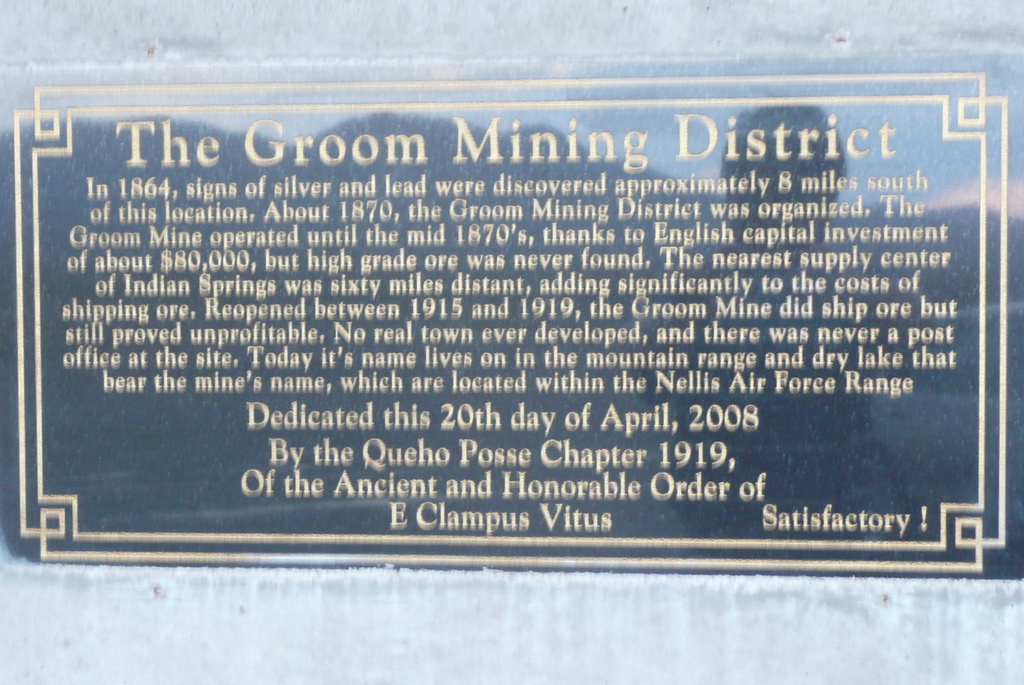 The Groom Mining District
In 1864, signs of silver and lead were discovered approximately 8 miles south
of this location. About 1870, the Groom Mining District was organized. The
Groom Mine operated until the mid 1870's, thanks to English capital investment
of about $80,000, but high grade ore was never found. The nearest supply center
of Indian Springs was sixty miles distant, adding significantly to the costs of
shipping ore. Reopened between 1915 and 1919, the Groom Mine did ship ore but
still proved unprofitable. No real town ever developed, and there was never a post
office at the site. Today it's name lives on in the mountain range and dry lake that
bear the mine's name, which are located within the Nellis Air Force Range
Dedicated this 20th day of April, 2008
By the Queho Posse Chapter 1919,
Of the Ancient and Honorable Order of
E Clampus Vitus Satisfactory !